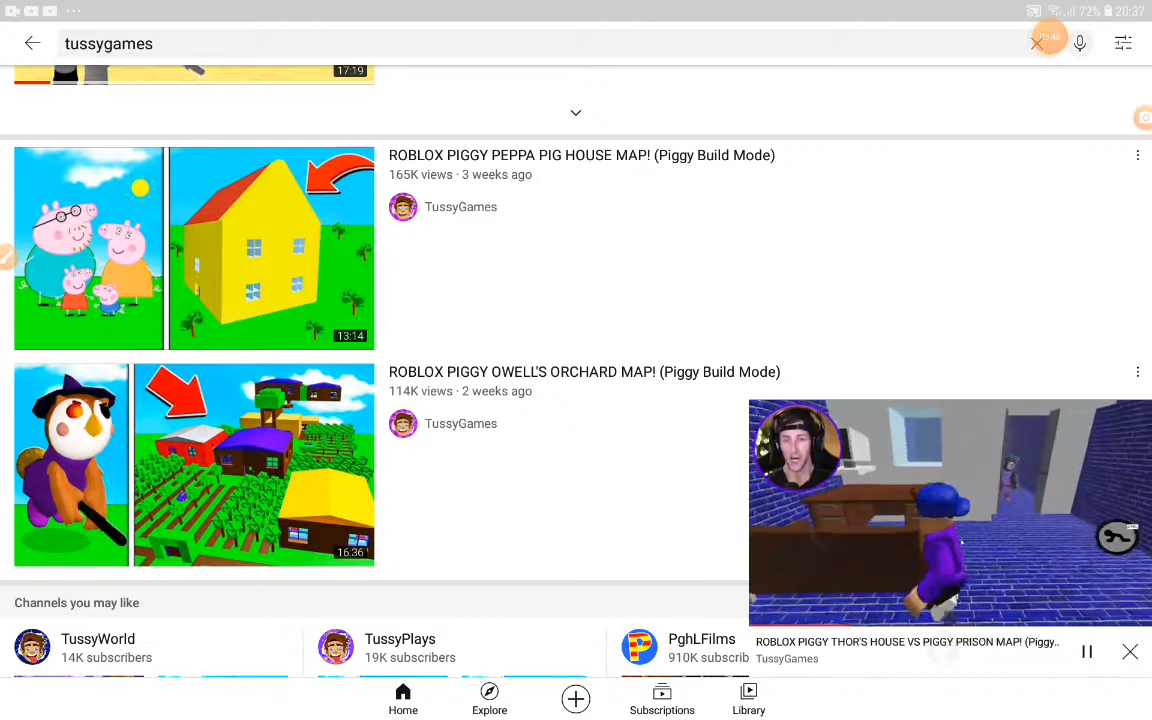 72% 20:37
tussygames
03:40
17:19
ROBLOX PIGGY PEPPA PIG HOUSE MAP! (Piggy Build Mode)
165K views · 3 weeks ago
TussyGames
13:14
ROBLOX PIGGY OWELL'S ORCHARD MAP! (Piggy Build Mode)
114K views · 2 weeks ago
TussyGames
16:36
Channels you may like
TussyWorld
14K subscribers
TussyPlays
19K subscribers
PghLFilms
910K subscrib
ROBLOX PIGGY THOR'S HOUSE VS PIGGY PRISON MAP! (Piggy..
TussyGames
Home
Explore
Subscriptions
Library